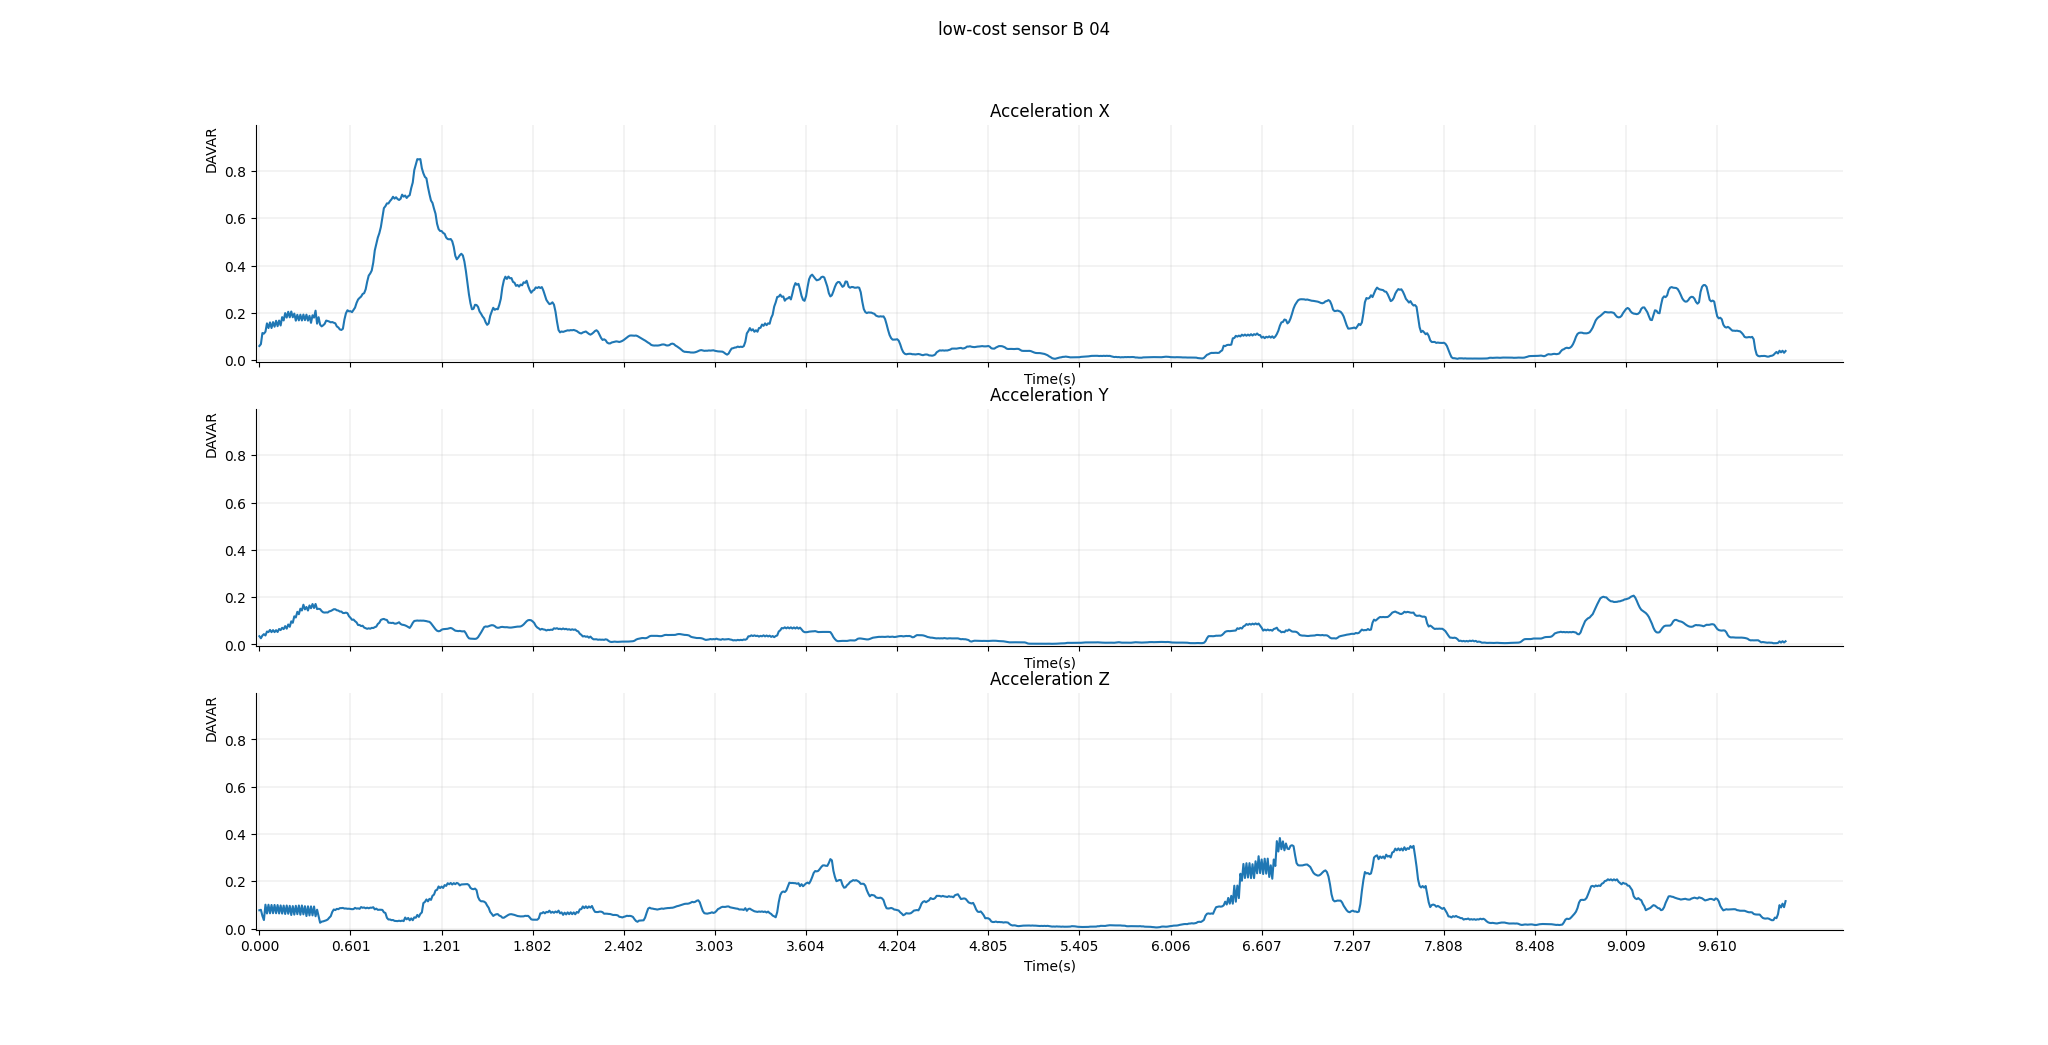 low-cost sensor B 04
Acceleration X
DAVAR
0.8
0.6
0.4
0.2
0.0
Time(s)
Acceleration Y
DAVAR
0.8
0.6
0.4
0.2
0.0
Time(s)
Acceleration Z
DAVAR
0.8
0.6
0.4
0.2
0.0
0.000 0.601 1.201 1.802 2.402 3.003 3.604 4.204 4.805 5.405 6.006 6.607 7.207 7.808 8.408 9.009 9.610
Time(s)